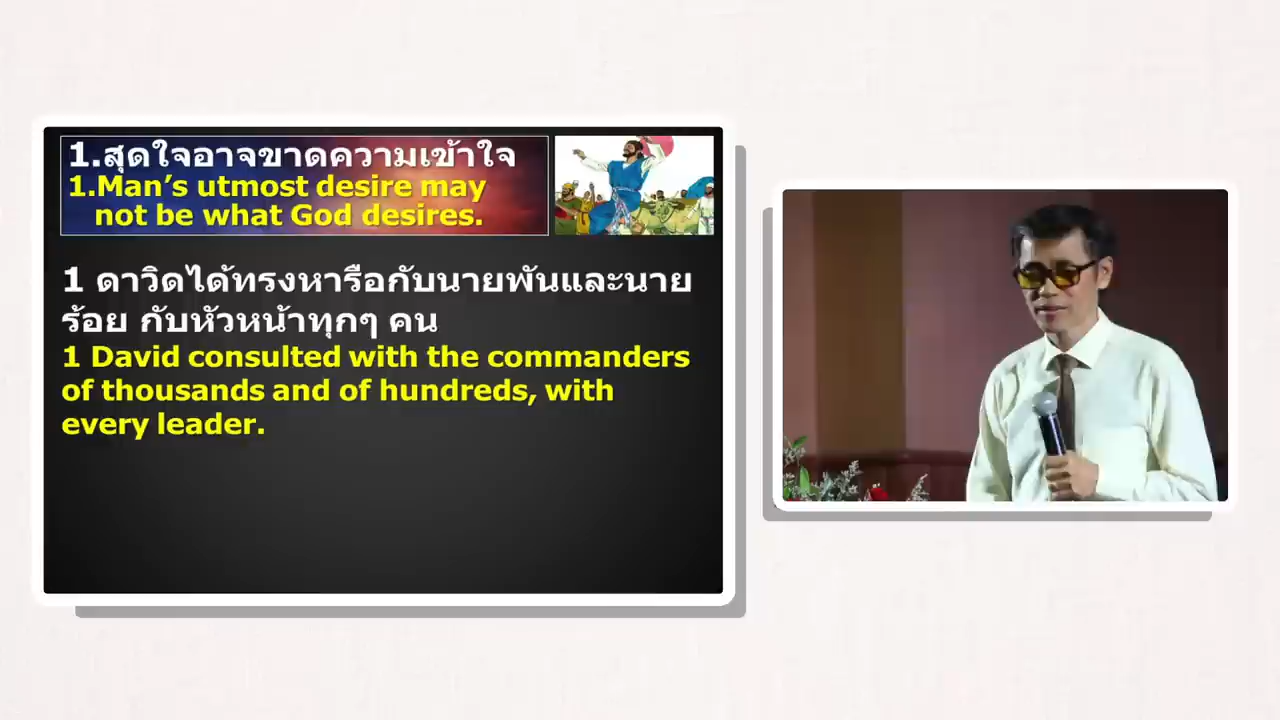 1.สุดใจอาจขาดความเข้าใจ
1.Man’s utmost desire may
not be what God desires.
1 ดาวิดได้ทรงหารือกับนายพันและนาย
ร้อย กับหัวหน้าทุกๆ คน
1 David consulted with the commanders
of thousands and of hundreds, with
every leader.